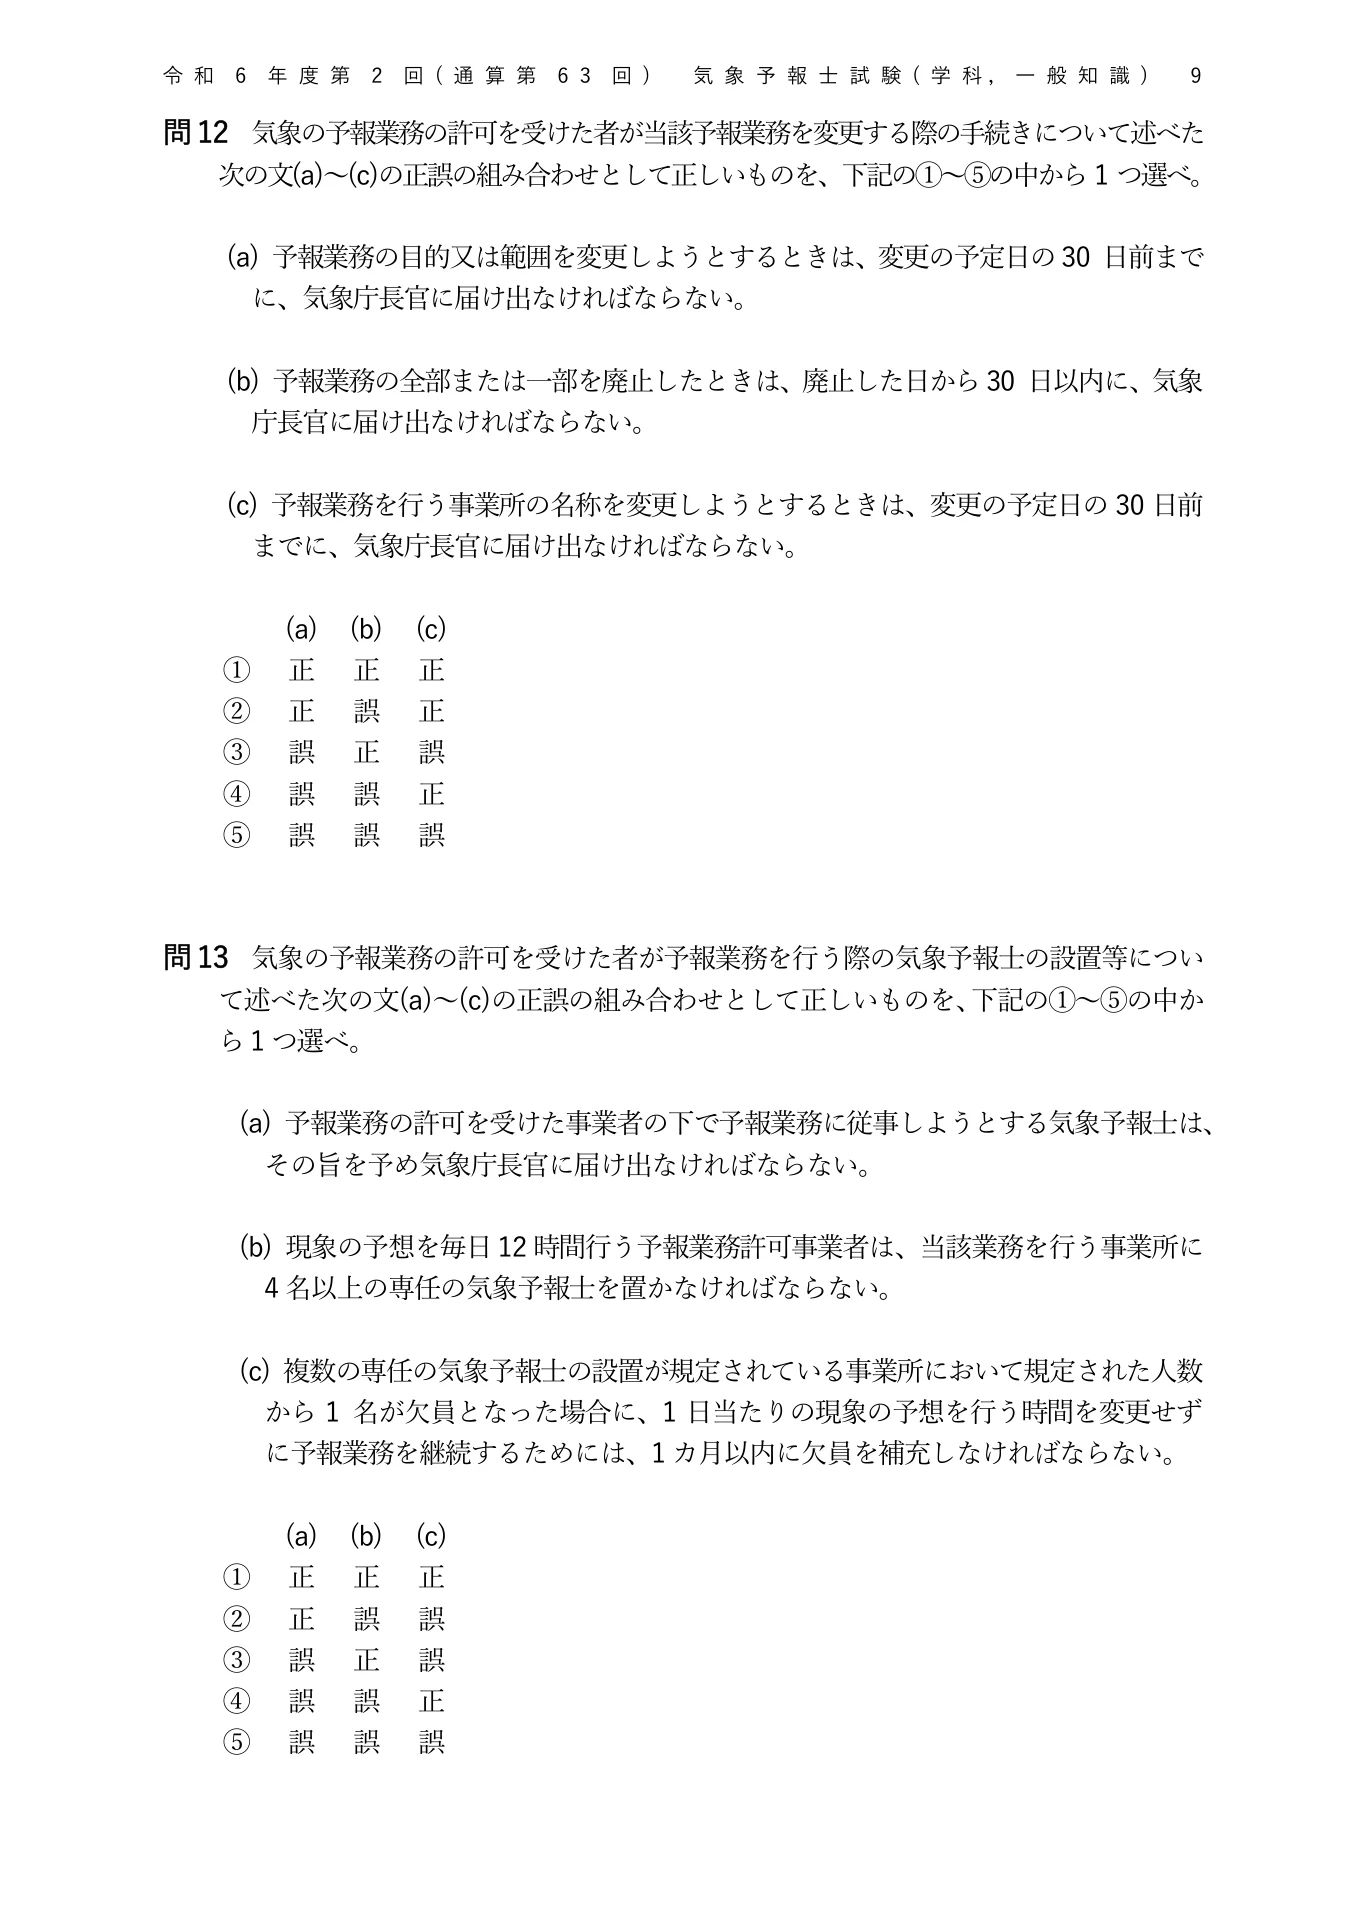 令和6年度第2回(通算第63回) 気象予報士試験(学科,一般知識) 9
問12 気象の予報業務の許可を受けた者が当該予報業務を変更する際の手続きについて述べた
次の文(a)～(c)の正誤の組み合わせとして正しいものを、下記の①～⑤の中から1つ選べ。
(a) 予報業務の目的又は範囲を変更しようとするときは、変更の予定日の30日前まで
に、気象庁長官に届け出なければならない。
(b) 予報業務の全部または一部を廃止したときは、廃止した日から30日以内に、気象
庁長官に届け出なければならない。
(c) 予報業務を行う事業所の名称を変更しようとするときは、変更の予定日の30日前
までに、気象庁長官に届け出なければならない。
(a) (b) (c)
① 正 正 正
② 正 誤 正
③ 誤 正 誤
④ 誤 誤 正
⑤ 誤 誤 誤
問13 気象の予報業務の許可を受けた者が予報業務を行う際の気象予報士の設置等につい
て述べた次の文(a)～(c)の正誤の組み合わせとして正しいものを、下記の①～⑤の中か
ら1つ選べ。
(a) 予報業務の許可を受けた事業者の下で予報業務に従事しようとする気象予報士は、
その旨を予め気象庁長官に届け出なければならない。
(b) 現象の予想を毎日12時間行う予報業務許可事業者は、当該業務を行う事業所に
4名以上の専任の気象予報士を置かなければならない。
(c) 複数の専任の気象予報士の設置が規定されている事業所において規定された人数
から1名が欠員となった場合に、1日当たりの現象の予想を行う時間を変更せず
に予報業務を継続するためには、1カ月以内に欠員を補充しなければならない。
(a) (b) (c)
① 正 正 正
② 正 誤 誤
③ 誤 正 誤
④ 誤 誤 正
⑤ 誤 誤 誤